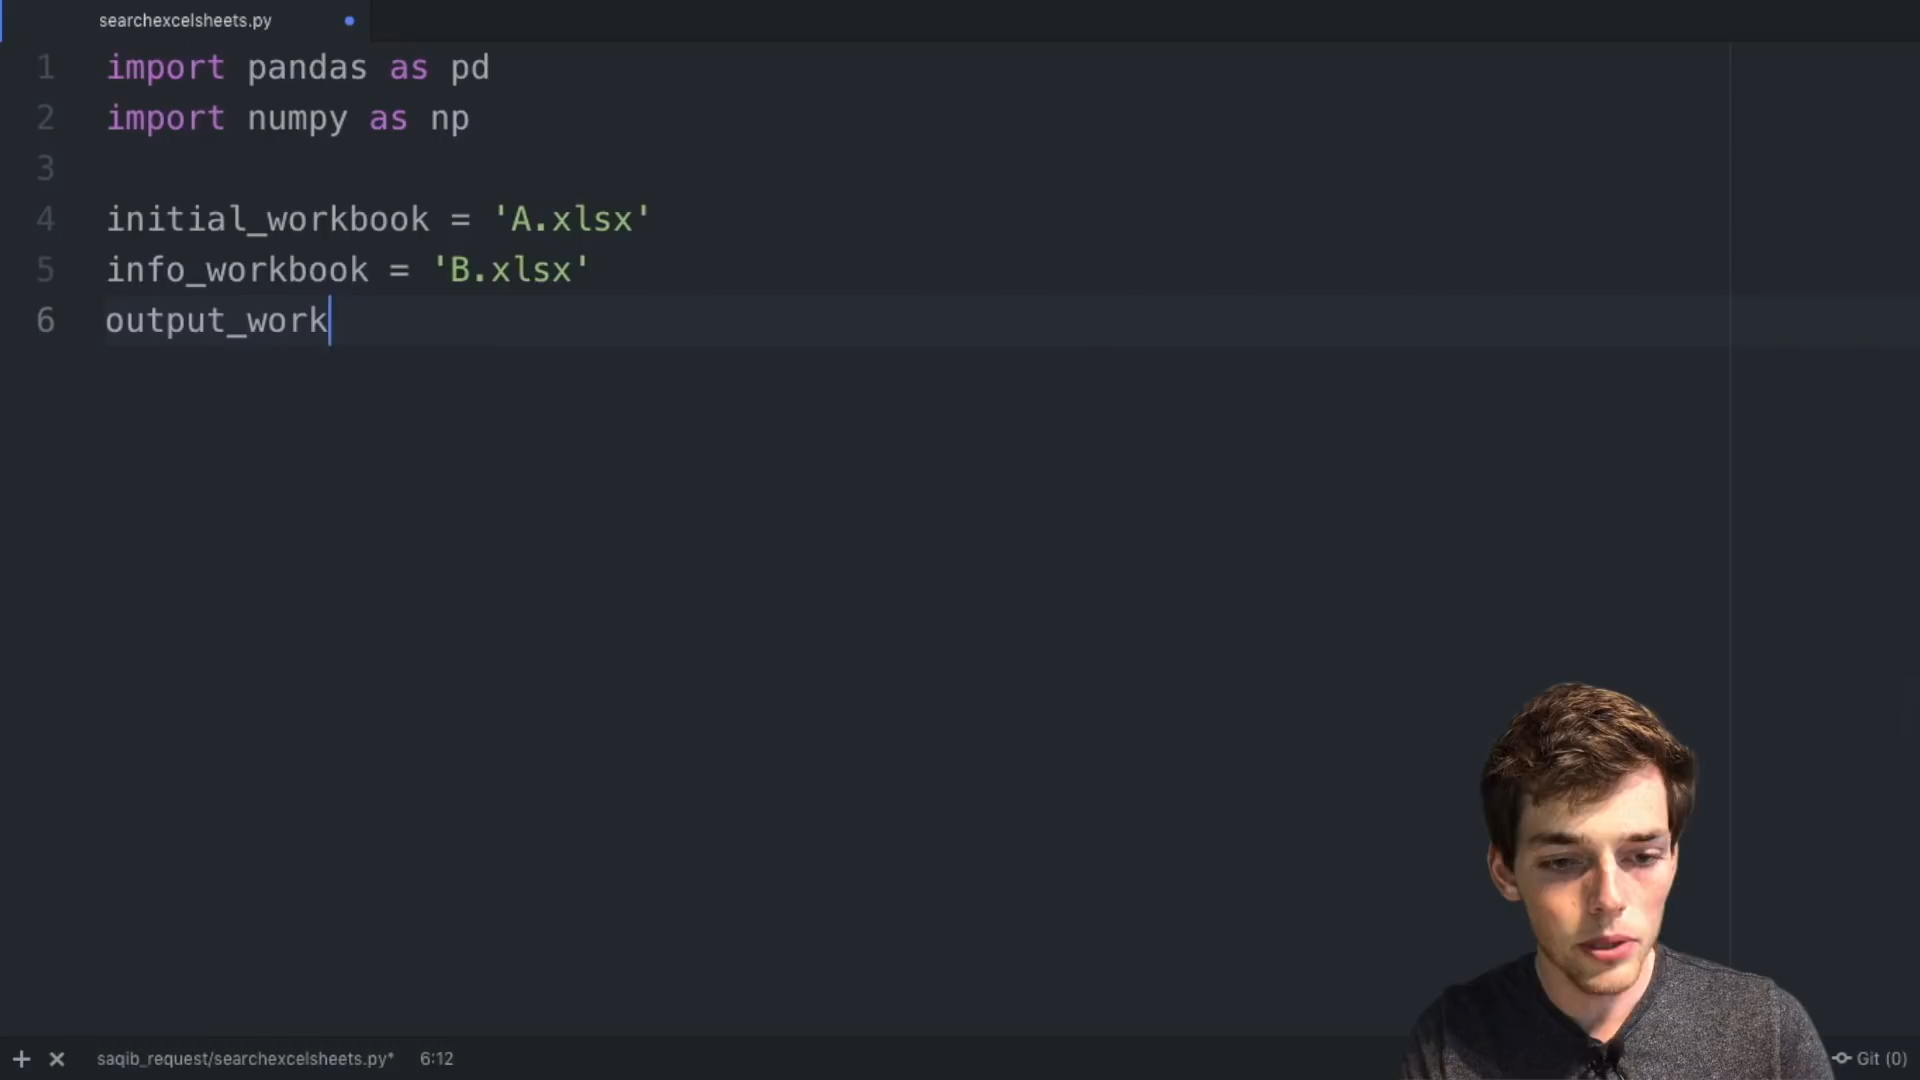 searchexcelsheets.py
1 import pandas as pd
2 import numpy as np
3
4 initial_workbook = 'A.xlsx'
5 info_workbook = 'B.xlsx'
6 output_work
saqib_request/searchexcelsheets.py* 6:12 Git (0)